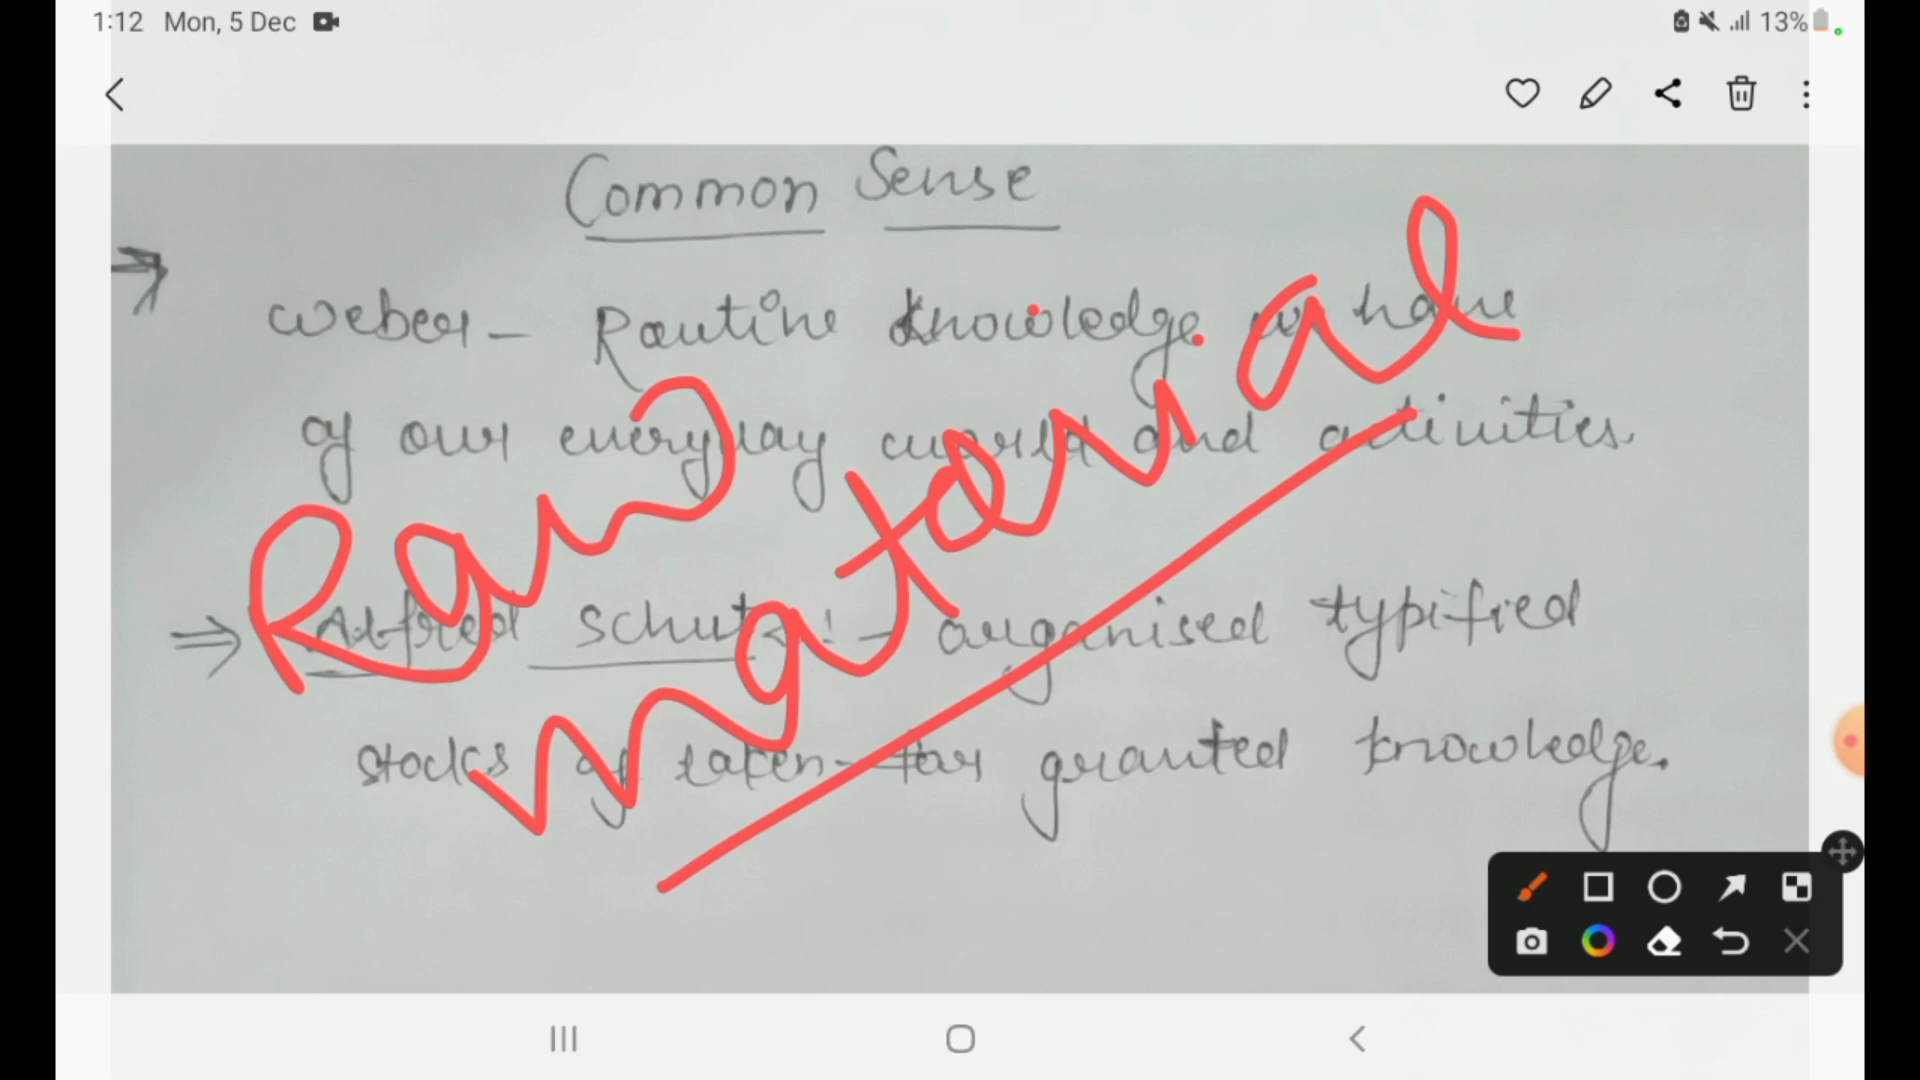 1:12 Mon, 5 Dec 13%
Common Sense
Weber - Routine knowledge we have
of our everyday world and activities.
Alfred Schutz :- organised typified
stocks of taken-for granted knowledge.
Raw
material